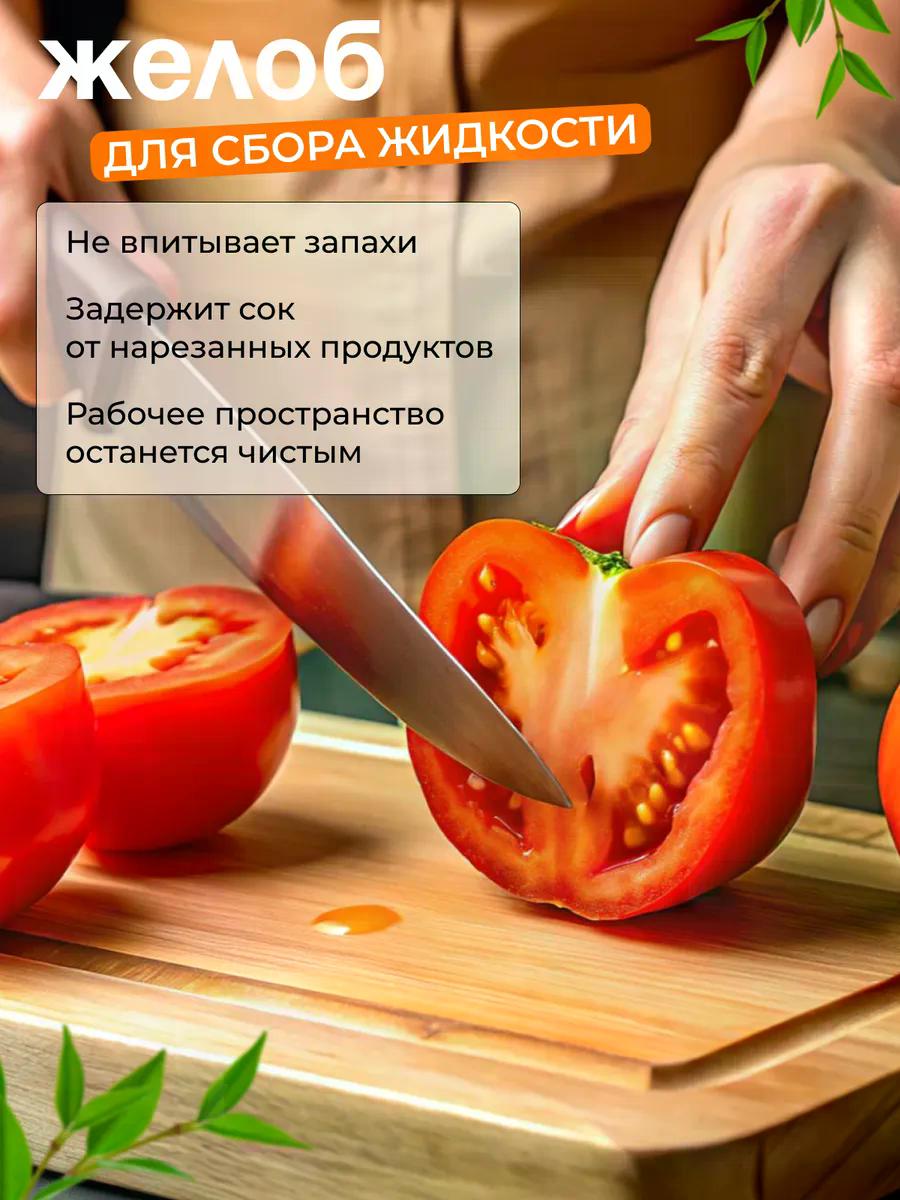 желоб
ДЛЯ СБОРА ЖИДКОСТИ
Не впитывает запахи
Задержит сок
от нарезанных продуктов
Рабочее пространство
останется чистым